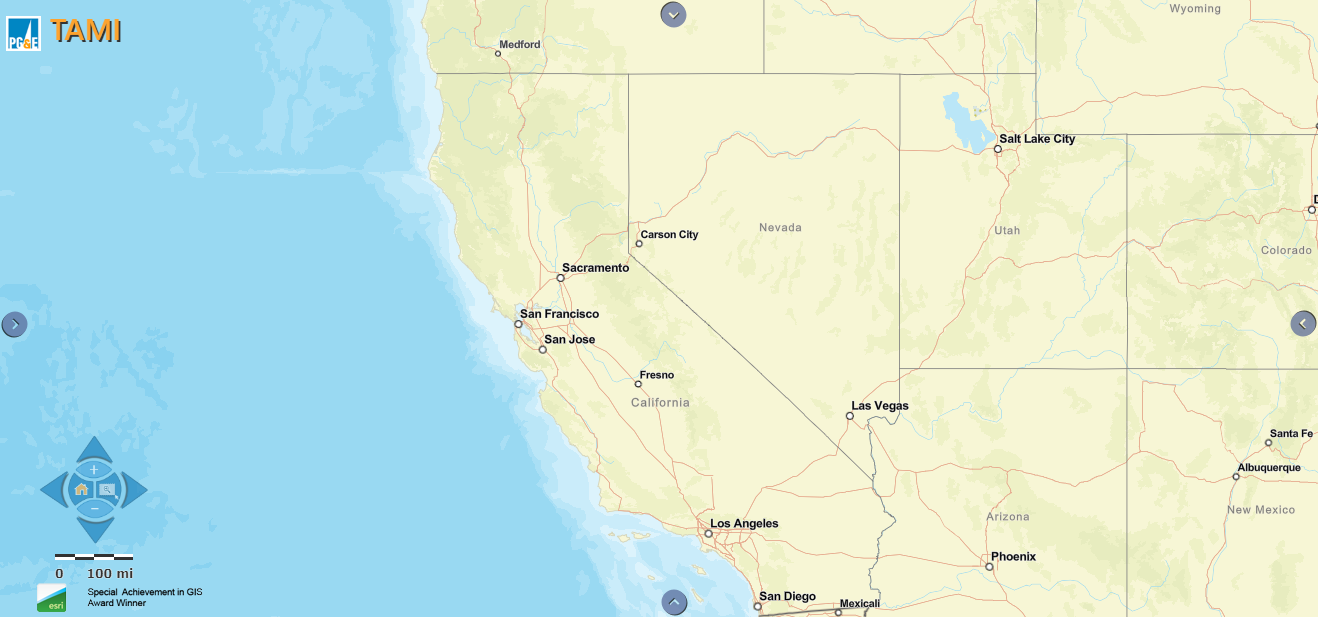 PG&E
TAMI
Wyoming
Medford
Salt Lake City
D
Carson City
Nevada
Utah
Colorado
Sacramento
San Francisco
San Jose
Fresno
California
Las Vegas
Santa Fe
Albuquerque
New Mexico
Arizona
Los Angeles
Phoenix
San Diego
Mexicali
0 100 mi
esri
Special Achievement in GIS
Award Winner